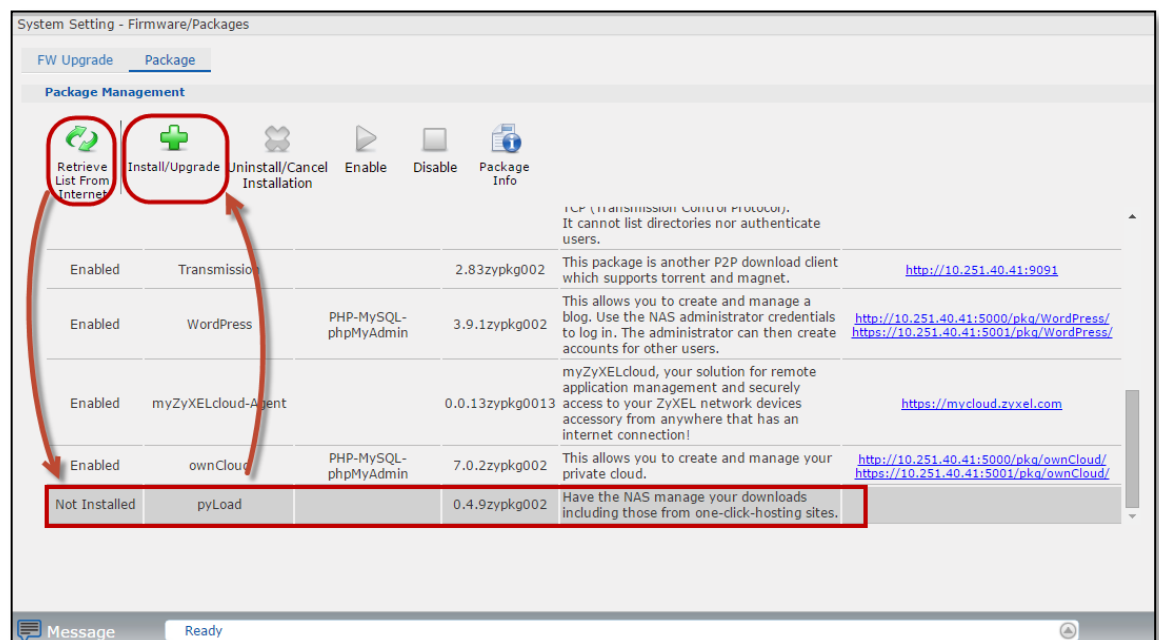 System Setting - Firmware/Packages
FW Upgrade Package
Package Management
Retrieve List From Internet
Install/Upgrade
Uninstall/Cancel Installation
Enable
Disable
Package Info
TCP (Transmission Control Protocol).
It cannot list directories nor authenticate
users.
Enabled Transmission 2.83zypkg002
This package is another P2P download client
which supports torrent and magnet.
http://10.251.40.41:9091
Enabled WordPress
PHP-MySQL-
phpMyAdmin
3.9.1zypkg002
This allows you to create and manage a
blog. Use the NAS administrator credentials
to log in. The administrator can then create
accounts for other users.
http://10.251.40.41:5000/pkg/WordPress/
https://10.251.40.41:5001/pkg/WordPress/
Enabled myZyXELcloud-Agent 0.0.13zypkg0013
myZyXELcloud, your solution for remote
application management and securely
access to your ZyXEL network devices
accessory from anywhere that has an
internet connection!
https://mycloud.zyxel.com
Enabled ownCloud
PHP-MySQL-
phpMyAdmin
7.0.2zypkg002
This allows you to create and manage your
private cloud.
http://10.251.40.41:5000/pkg/ownCloud/
https://10.251.40.41:5001/pkg/ownCloud/
Not Installed pyLoad 0.4.9zypkg002
Have the NAS manage your downloads
including those from one-click-hosting sites.
Message Ready